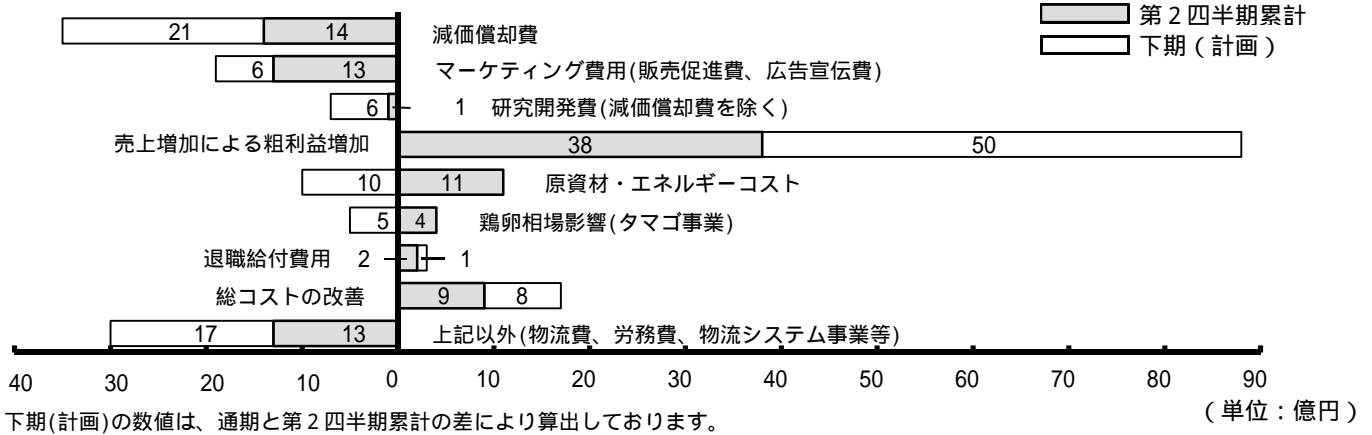 第2四半期累計
下期(計画)
21 14 減価償却費
6 13 マーケティング費用(販売促進費、広告宣伝費)
6 1 研究開発費(減価償却費を除く)
売上増加による粗利益増加 38 50
10 11 原資材・エネルギーコスト
5 4 鶏卵相場影響(タマゴ事業)
退職給付費用 2 1
総コストの改善 9 8
17 13 上記以外(物流費、労務費、物流システム事業等)
40 30 20 10 0 10 20 30 40 50 60 70 80 90
(単位:億円)
下期(計画)の数値は、通期と第2四半期累計の差により算出しております。